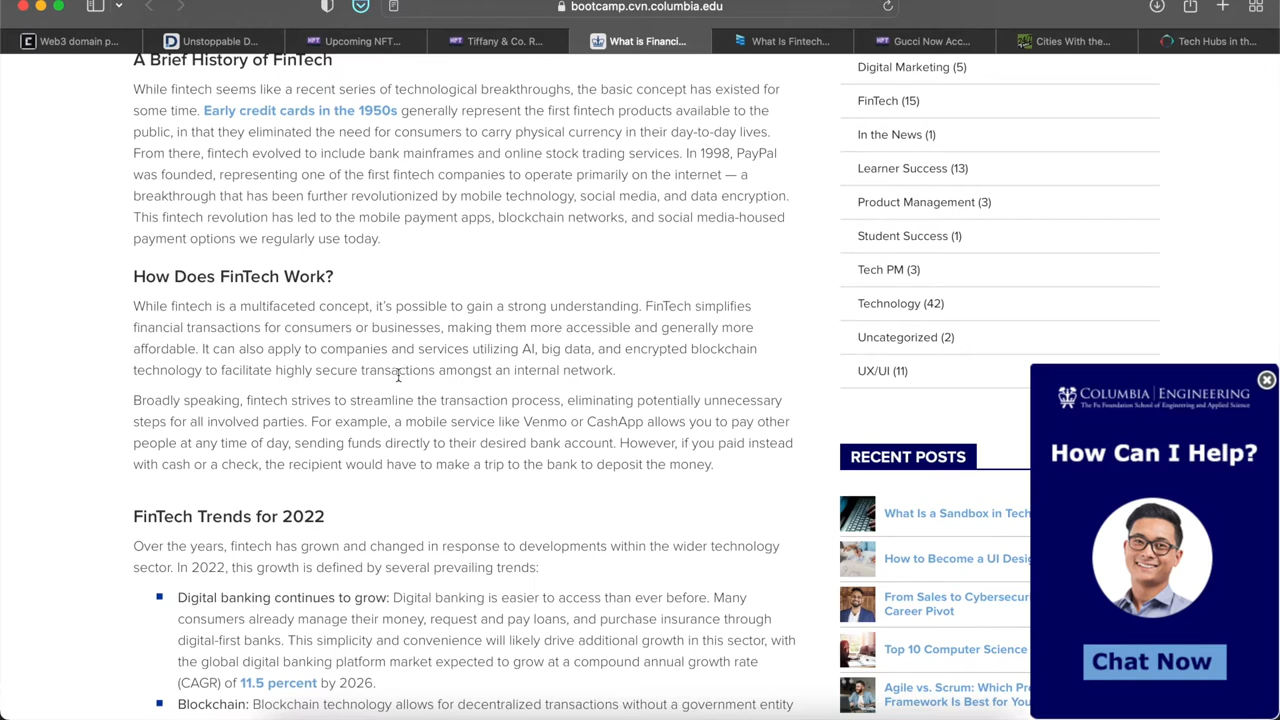 bootcamp.cvn.columbia.edu
Web3 domain p...
Unstoppable D...
Upcoming NFT...
Tiffany & Co. R...
What is Financi...
What Is Fintech...
Gucci Now Acc...
Cities With the...
Tech Hubs in th...
A Brief History of FinTech
While fintech seems like a recent series of technological breakthroughs, the basic concept has existed for
some time. Early credit cards in the 1950s generally represent the first fintech products available to the
public, in that they eliminated the need for consumers to carry physical currency in their day-to-day lives.
From there, fintech evolved to include bank mainframes and online stock trading services. In 1998, PayPal
was founded, representing one of the first fintech companies to operate primarily on the internet — a
breakthrough that has been further revolutionized by mobile technology, social media, and data encryption.
This fintech revolution has led to the mobile payment apps, blockchain networks, and social media-housed
payment options we regularly use today.
How Does FinTech Work?
While fintech is a multifaceted concept, it's possible to gain a strong understanding. FinTech simplifies
financial transactions for consumers or businesses, making them more accessible and generally more
affordable. It can also apply to companies and services utilizing AI, big data, and encrypted blockchain
technology to facilitate highly secure transactions amongst an internal network.
Broadly speaking, fintech strives to streamline the transaction process, eliminating potentially unnecessary
steps for all involved parties. For example, a mobile service like Venmo or CashApp allows you to pay other
people at any time of day, sending funds directly to their desired bank account. However, if you paid instead
with cash or a check, the recipient would have to make a trip to the bank to deposit the money.
FinTech Trends for 2022
Over the years, fintech has grown and changed in response to developments within the wider technology
sector. In 2022, this growth is defined by several prevailing trends:
Digital banking continues to grow: Digital banking is easier to access than ever before. Many
consumers already manage their money, request and pay loans, and purchase insurance through
digital-first banks. This simplicity and convenience will likely drive additional growth in this sector, with
the global digital banking platform market expected to grow at a compound annual growth rate
(CAGR) of 11.5 percent by 2026.
Blockchain: Blockchain technology allows for decentralized transactions without a government entity
Digital Marketing (5)
FinTech (15)
In the News (1)
Learner Success (13)
Product Management (3)
Student Success (1)
Tech PM (3)
Technology (42)
Uncategorized (2)
UX/UI (11)
RECENT POSTS
What Is a Sandbox in Tech
How to Become a UI Desi
From Sales to Cybersecur
Career Pivot
Top 10 Computer Science
Agile vs. Scrum: Which Pr
Framework Is Best for You
COLUMBIA ENGINEERING
The Fu Foundation School of Engineering and Applied Science
How Can I Help?
Chat Now